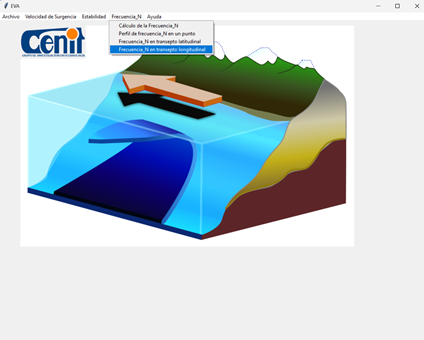 EVA
Archivo Velocidad de Surgencia Estabilidad Frecuencia_N Ayuda
Cálculo de la Frecuencia_N
Perfil de frecuencia_N en un punto
Frecuencia_N en transepto latitudinal
Frecuencia_N en transepto longitudinal
Cenit